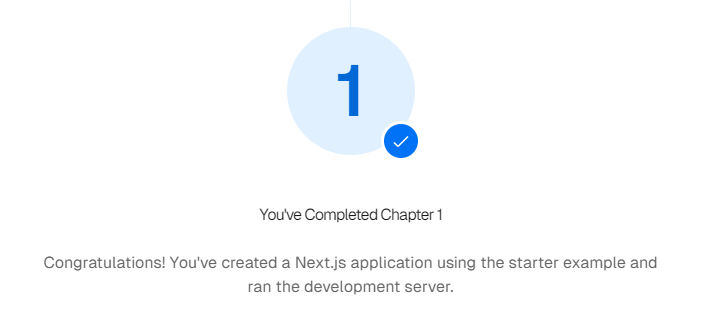 1
You've Completed Chapter 1
Congratulations! You've created a Next.js application using the starter example and
ran the development server.